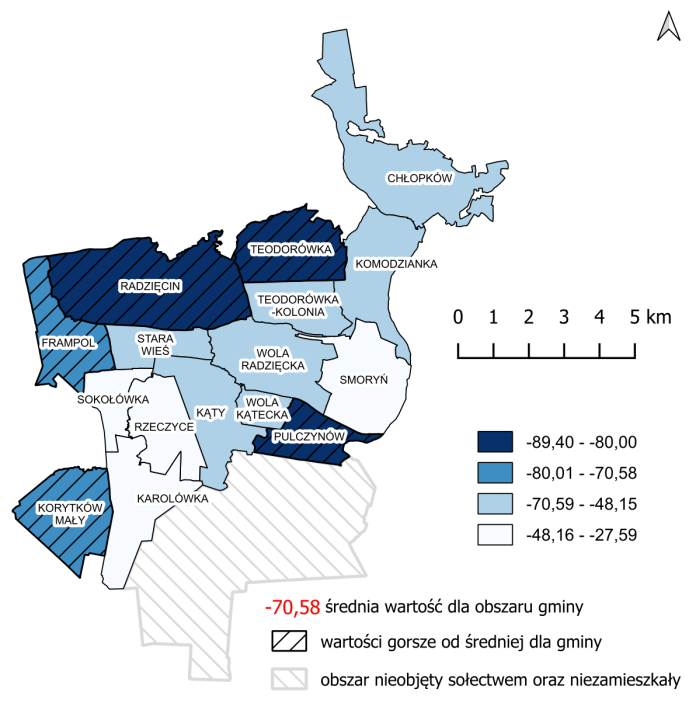 CHŁOPKÓW
TEODORÓWKA
KOMODZIANKA
RADZIĘCIN
TEODORÓWKA
-KOLONIA
0 1 2 3 4 5 km
FRAMPOL
STARA
WIEŚ
WOLA
RADZIĘCKA
SMORYŃ
SOKOŁÓWKA
RZECZYCE
KĄTY
WOLA
KĄTECKA
PULCZYNÓW
KAROLÓWKA
KORYTKÓW
MAŁY
-89,40 - -80,00
-80,01 - -70,58
-70,59 - -48,15
-48,16 - -27,59
-70,58 średnia wartość dla obszaru gminy
wartości gorsze od średniej dla gminy
obszar nieobjęty sołectwem oraz niezamieszkały